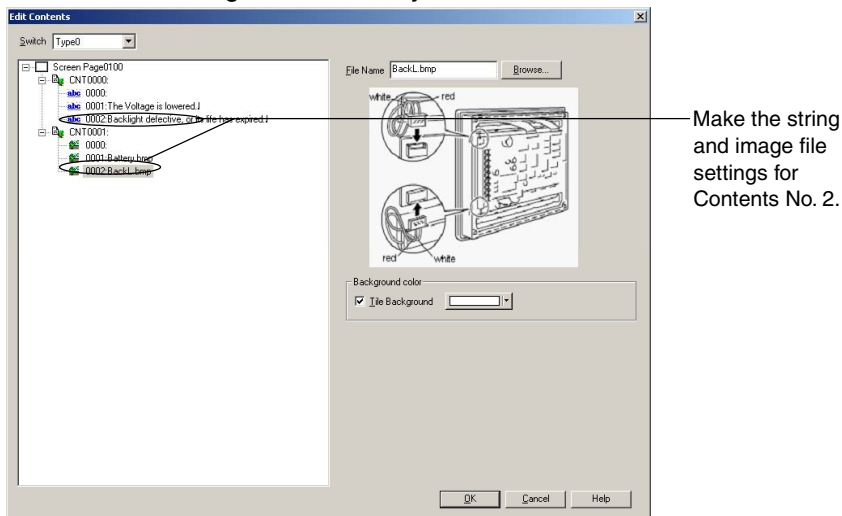 Edit Contents
Switch Type0
Screen Page0100
CNT0000:
abc 0000:
abc 0001:The Voltage is lowered.↓
abc 0002:Backlight defective, or its life has expired.↓
CNT0001:
0000:
0001:Battery.bmp
0002:BackL.bmp
File Name BackL.bmp Browse...
white red
red white
Background color
Tile Background
OK Cancel Help
Make the string
and image file
settings for
Contents No. 2.